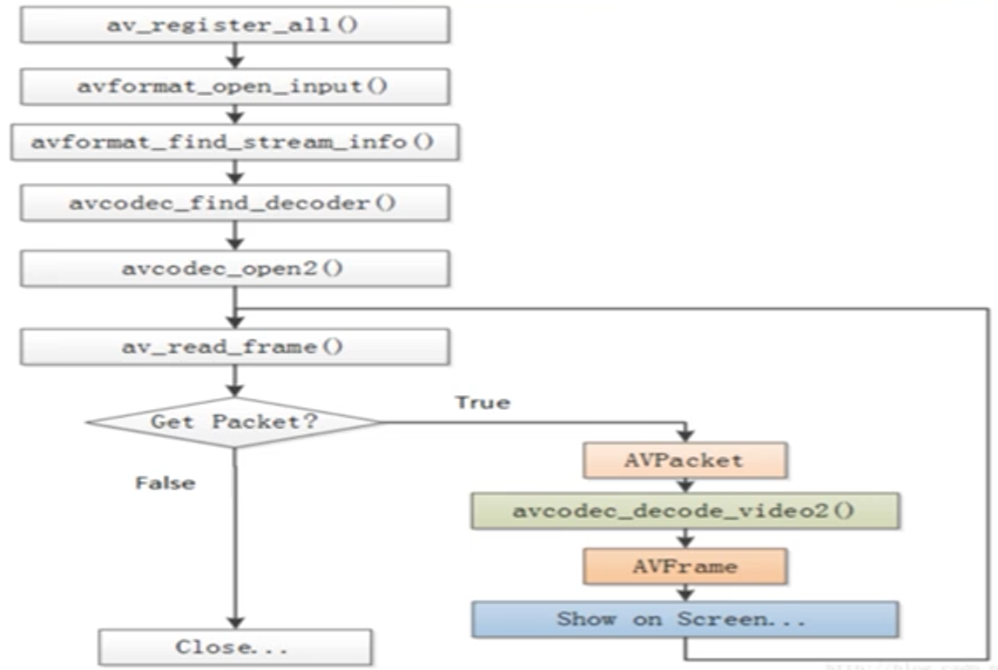 av_register_all()
avformat_open_input()
avformat_find_stream_info()
avcodec_find_decoder()
avcodec_open2()
av_read_frame()
Get Packet?
True
False
AVPacket
avcodec_decode_video2()
AVFrame
Show on Screen...
Close...